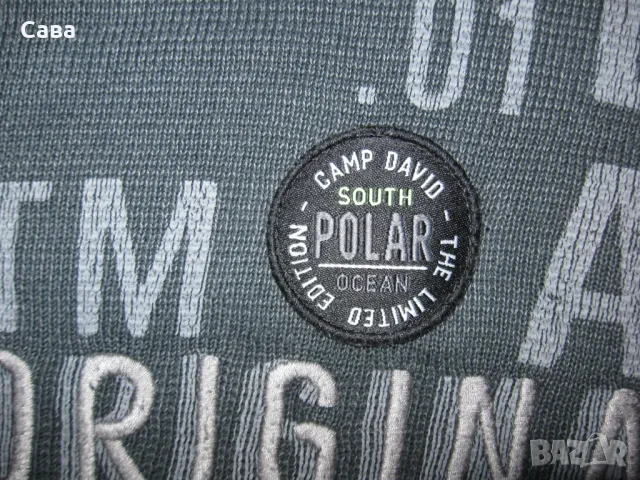 Сава
.01
- CAMP DAVID -
SOUTH
POLAR
OCEAN
THE LIMITED EDITION
TM A
ORIGINA
BAZAR